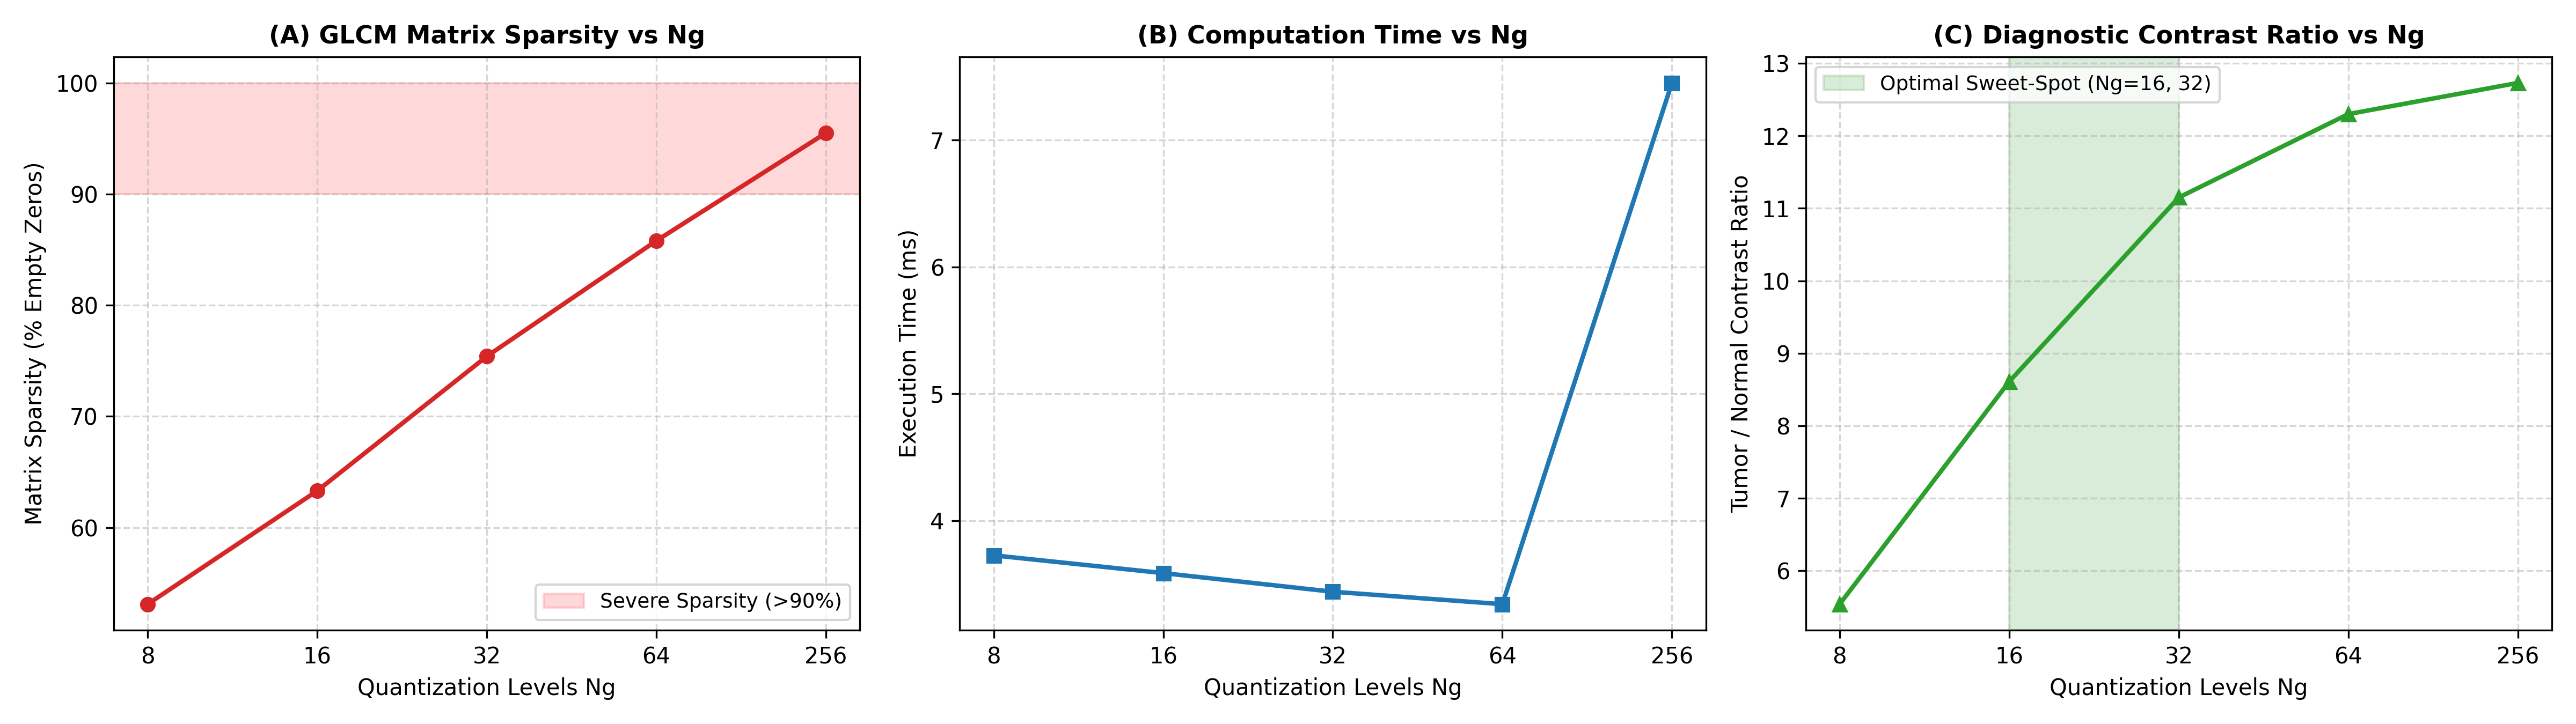 (A) GLCM Matrix Sparsity vs Ng
Matrix Sparsity (% Empty Zeros)
100
90
80
70
60
Severe Sparsity (>90%)
8 16 32 64 256
Quantization Levels Ng
(B) Computation Time vs Ng
Execution Time (ms)
7
6
5
4
8 16 32 64 256
Quantization Levels Ng
(C) Diagnostic Contrast Ratio vs Ng
Tumor / Normal Contrast Ratio
13
12
11
10
9
8
7
6
Optimal Sweet-Spot (Ng=16, 32)
8 16 32 64 256
Quantization Levels Ng